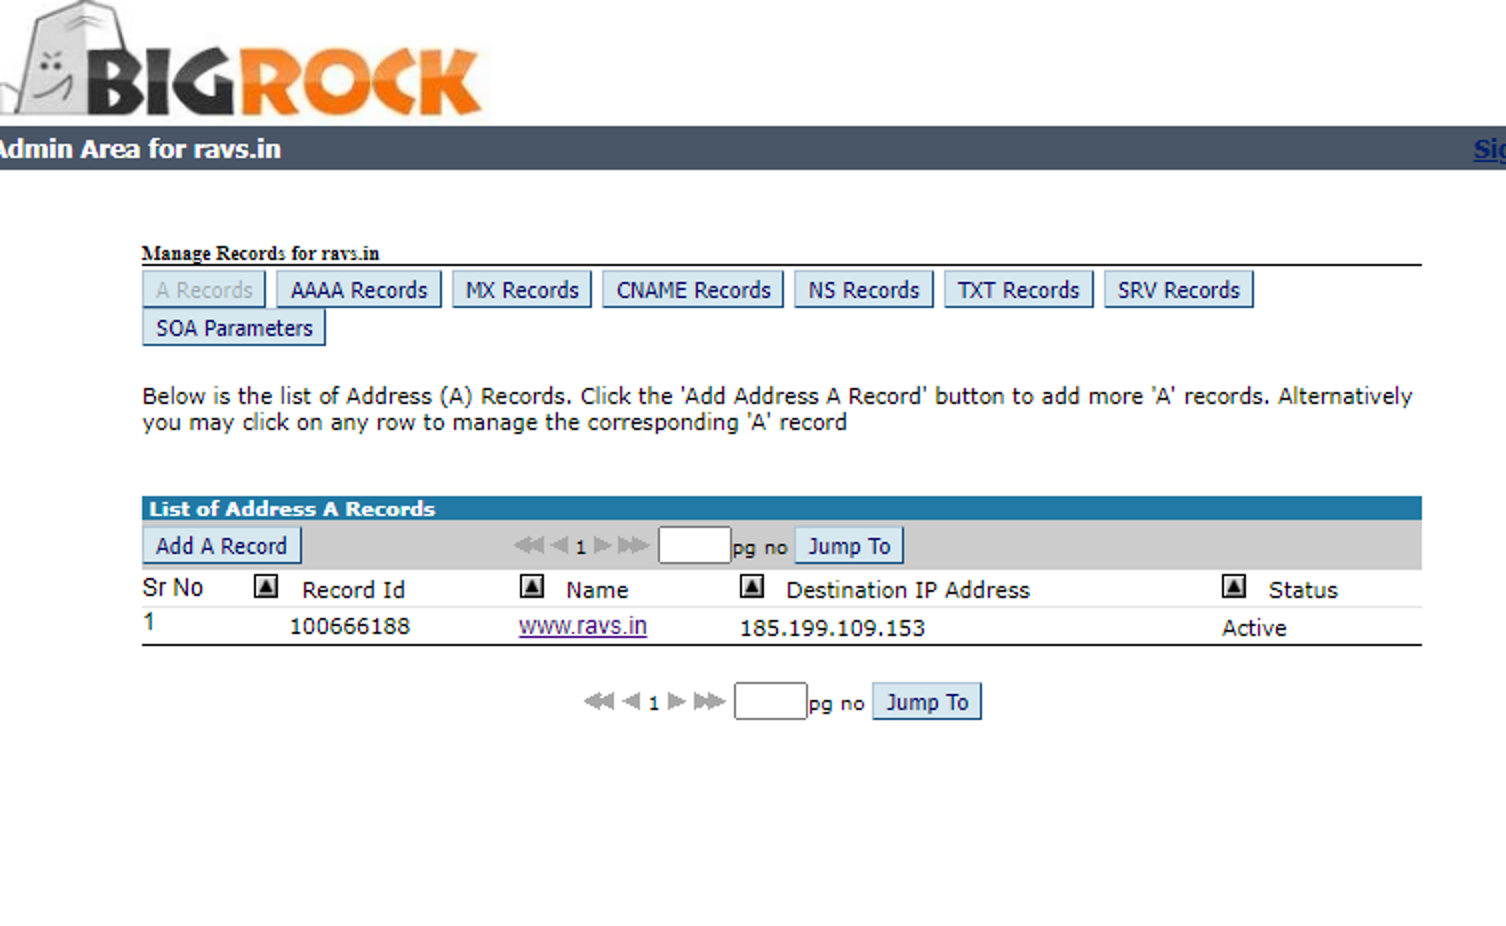 BIGROCK
Admin Area for ravs.in
Manage Records for ravs.in
A Records AAAA Records MX Records CNAME Records NS Records TXT Records SRV Records
SOA Parameters
Below is the list of Address (A) Records. Click the 'Add Address A Record' button to add more 'A' records. Alternatively
you may click on any row to manage the corresponding 'A' record
List of Address A Records
Add A Record 1 pg no Jump To
Sr No Record Id Name Destination IP Address Status
1 100666188 www.ravs.in 185.199.109.153 Active
1 pg no Jump To